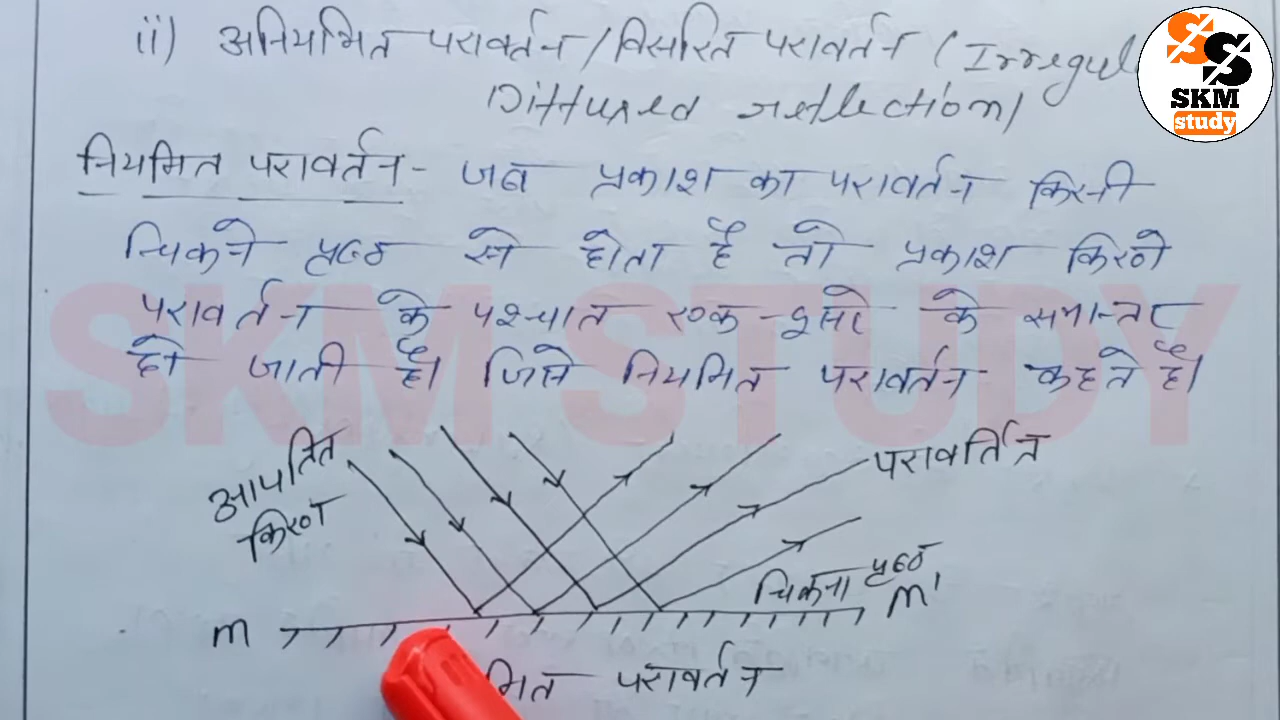 ii) अनियमित परावर्तन / विसरित परावर्तन (Irregul
Diffused reflection)
SKM
study
नियमित परावर्तन - जब प्रकाश का परावर्तन किसी
चिकने पृष्ठ से होता है तो प्रकाश किरणे
परावर्तन के पश्चात एक-दूसरे के समान्तर
हो जाती है। जिसे नियमित परावर्तन कहते है।
SKM STUDY
आपतित
किरण
परावर्तित
चिकना पृष्ठ
M M'
मित परावर्तन